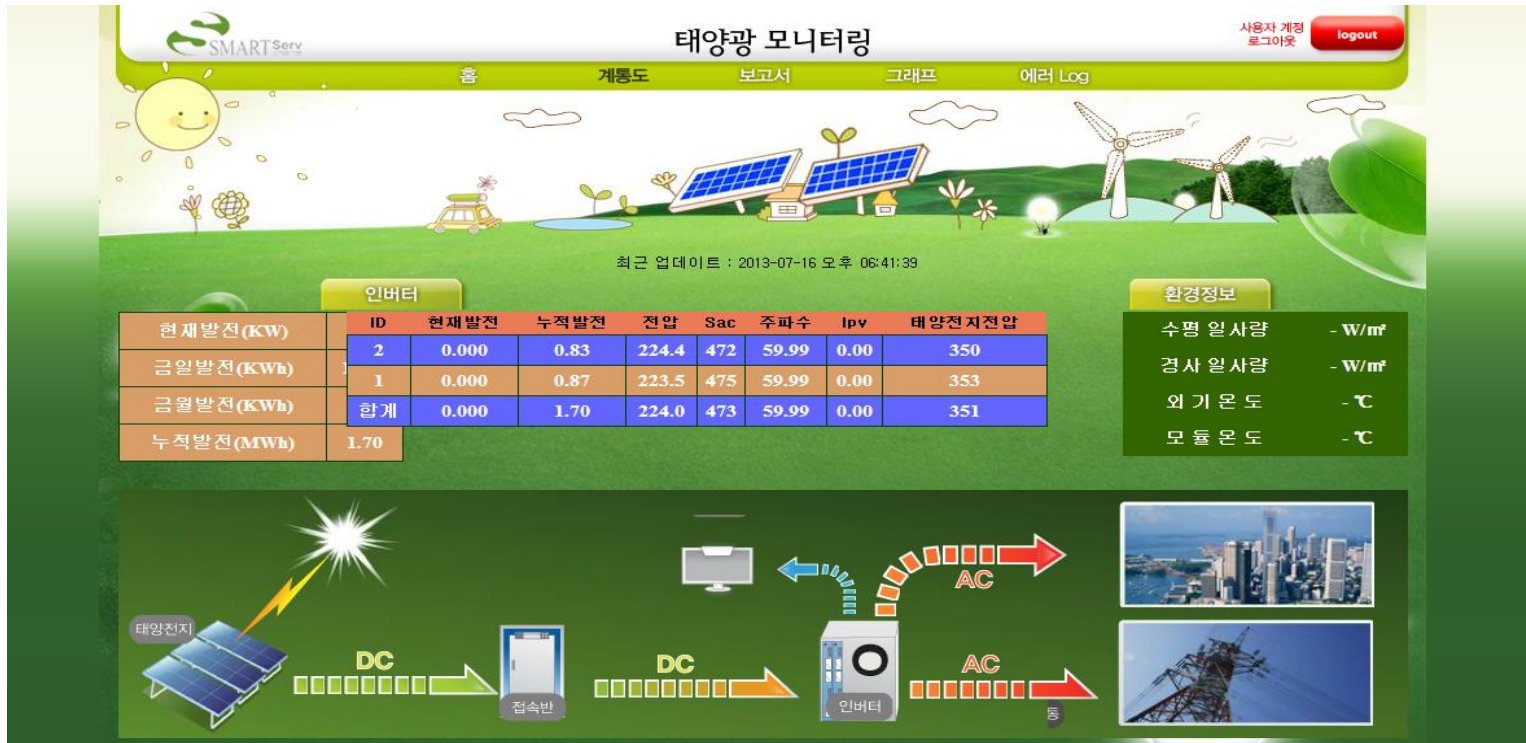 SMART Serv
태양광 모니터링
사용자 계정
로그아웃
logout
홈 계통도 보고서 그래프 에러 Log
최근 업데이트 : 2013-07-16 오후 06:41:39
인버터
환경정보
현재발전(KW)
금일발전(KWh)
금월발전(KWh)
누적발전(MWh) 1.70
ID 현재발전 누적발전 전압 Sac 주파수 Ipv 태양전지전압
2 0.000 0.83 224.4 472 59.99 0.00 350
1 0.000 0.87 223.5 475 59.99 0.00 353
합계 0.000 1.70 224.0 473 59.99 0.00 351
수평 일사량 - W/㎡
경사 일사량 - W/㎡
외 기 온 도 - ℃
모 듈 온 도 - ℃
태양전지
DC
접속반
DC
인버터
AC
AC